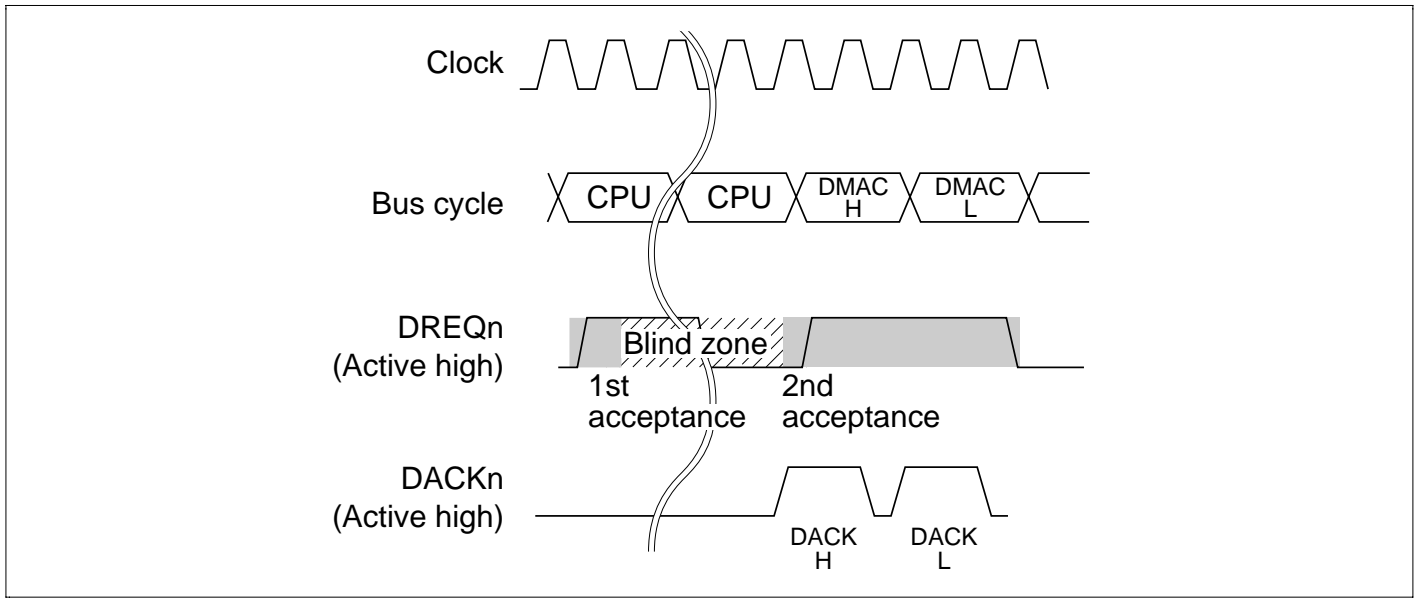 Clock
Bus cycle
CPU
CPU
DMAC
H
DMAC
L
DREQn
(Active high)
Blind zone
1st
acceptance
2nd
acceptance
DACKn
(Active high)
DACK
H
DACK
L